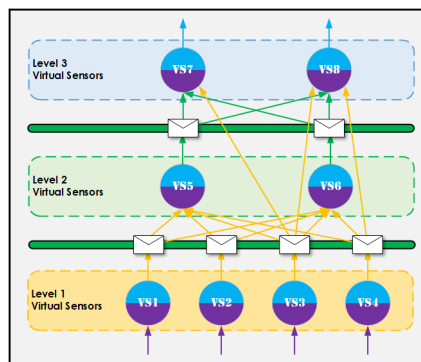 Level 3
Virtual Sensors
VS7
VS8
Level 2
Virtual Sensors
VS5
VS6
Level 1
Virtual Sensors
VS1
VS2
VS3
VS4